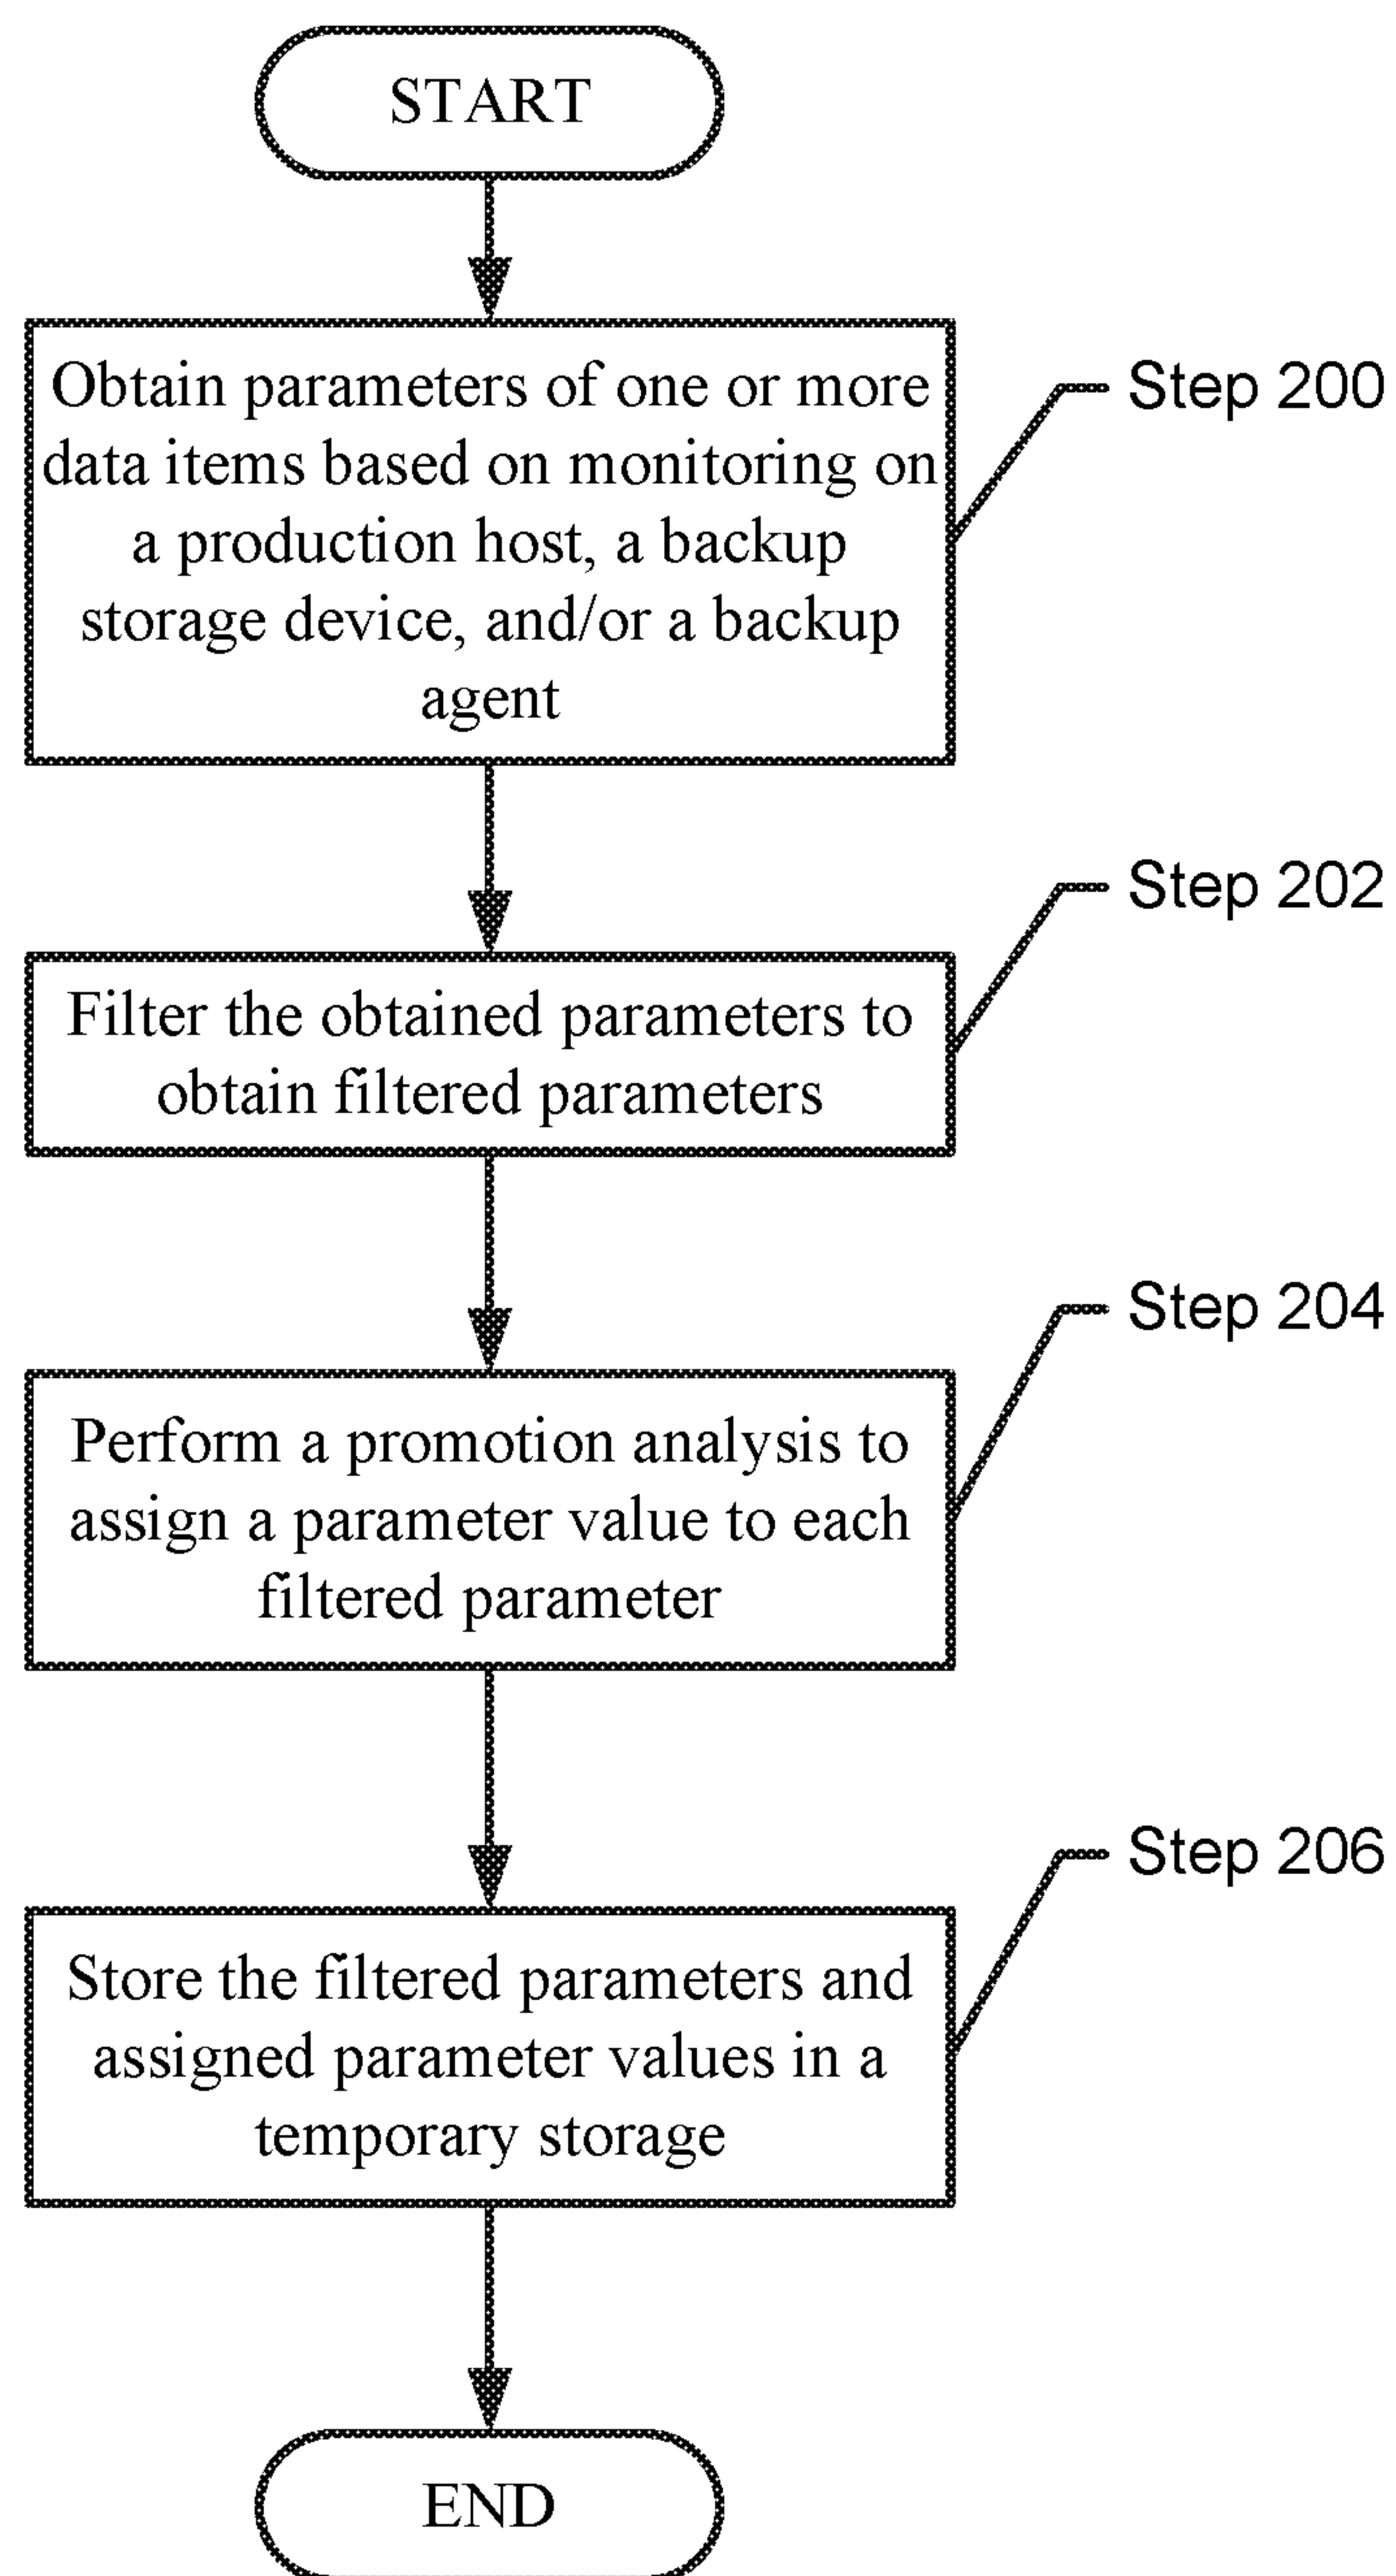 START
Obtain parameters of one or more
data items based on monitoring on
a production host, a backup
storage device, and/or a backup
agent
Step 200
Filter the obtained parameters to
obtain filtered parameters
Step 202
Perform a promotion analysis to
assign a parameter value to each
filtered parameter
Step 204
Store the filtered parameters and
assigned parameter values in a
temporary storage
Step 206
END